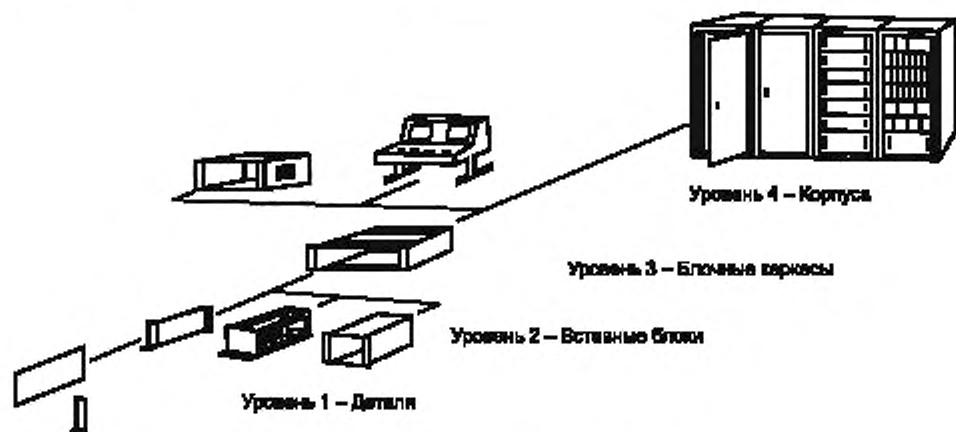 Уровень 4 – Корпуса
Уровень 3 – Блочные каркасы
Уровень 2 – Вставные блоки
Уровень 1 – Детали